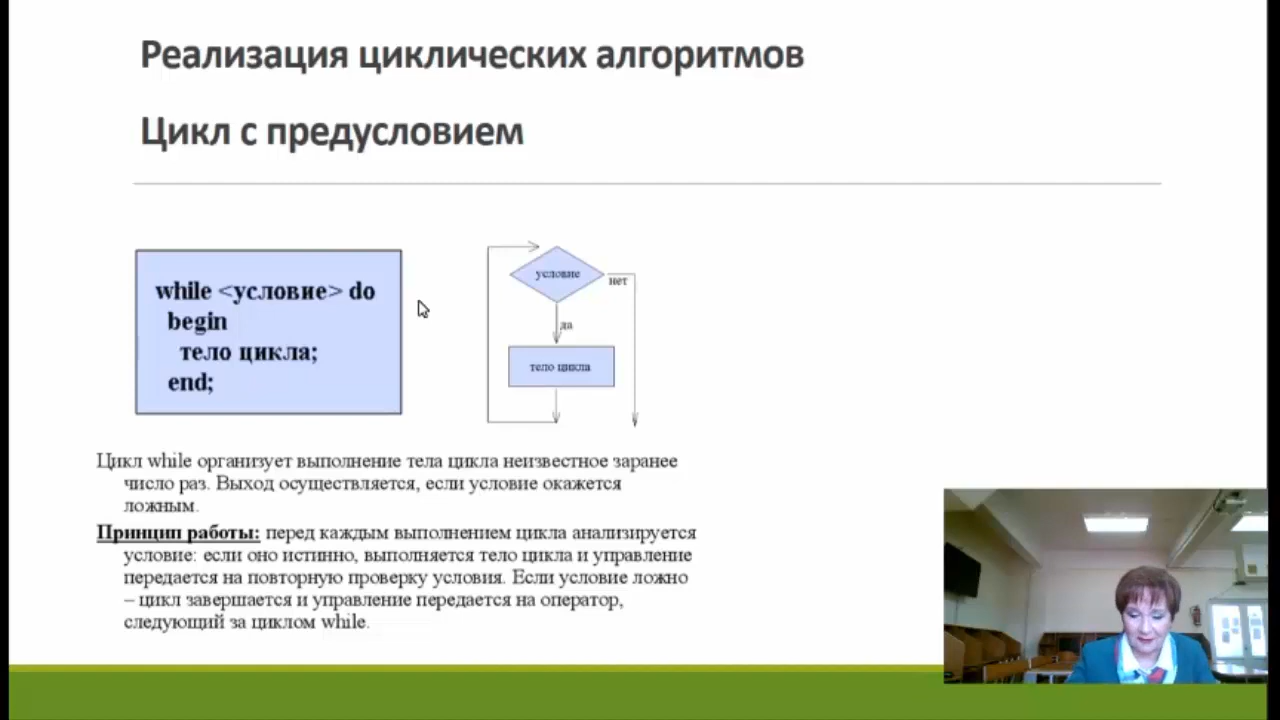 Реализация циклических алгоритмов
Цикл с предусловием
while <условие> do
begin
тело цикла;
end;
условие
нет
да
тело цикла
Цикл while организует выполнение тела цикла неизвестное заранее
число раз. Выход осуществляется, если условие окажется
ложным.
Принцип работы: перед каждым выполнением цикла анализируется
условие: если оно истинно, выполняется тело цикла и управление
передается на повторную проверку условия. Если условие ложно
– цикл завершается и управление передается на оператор,
следующий за циклом while.